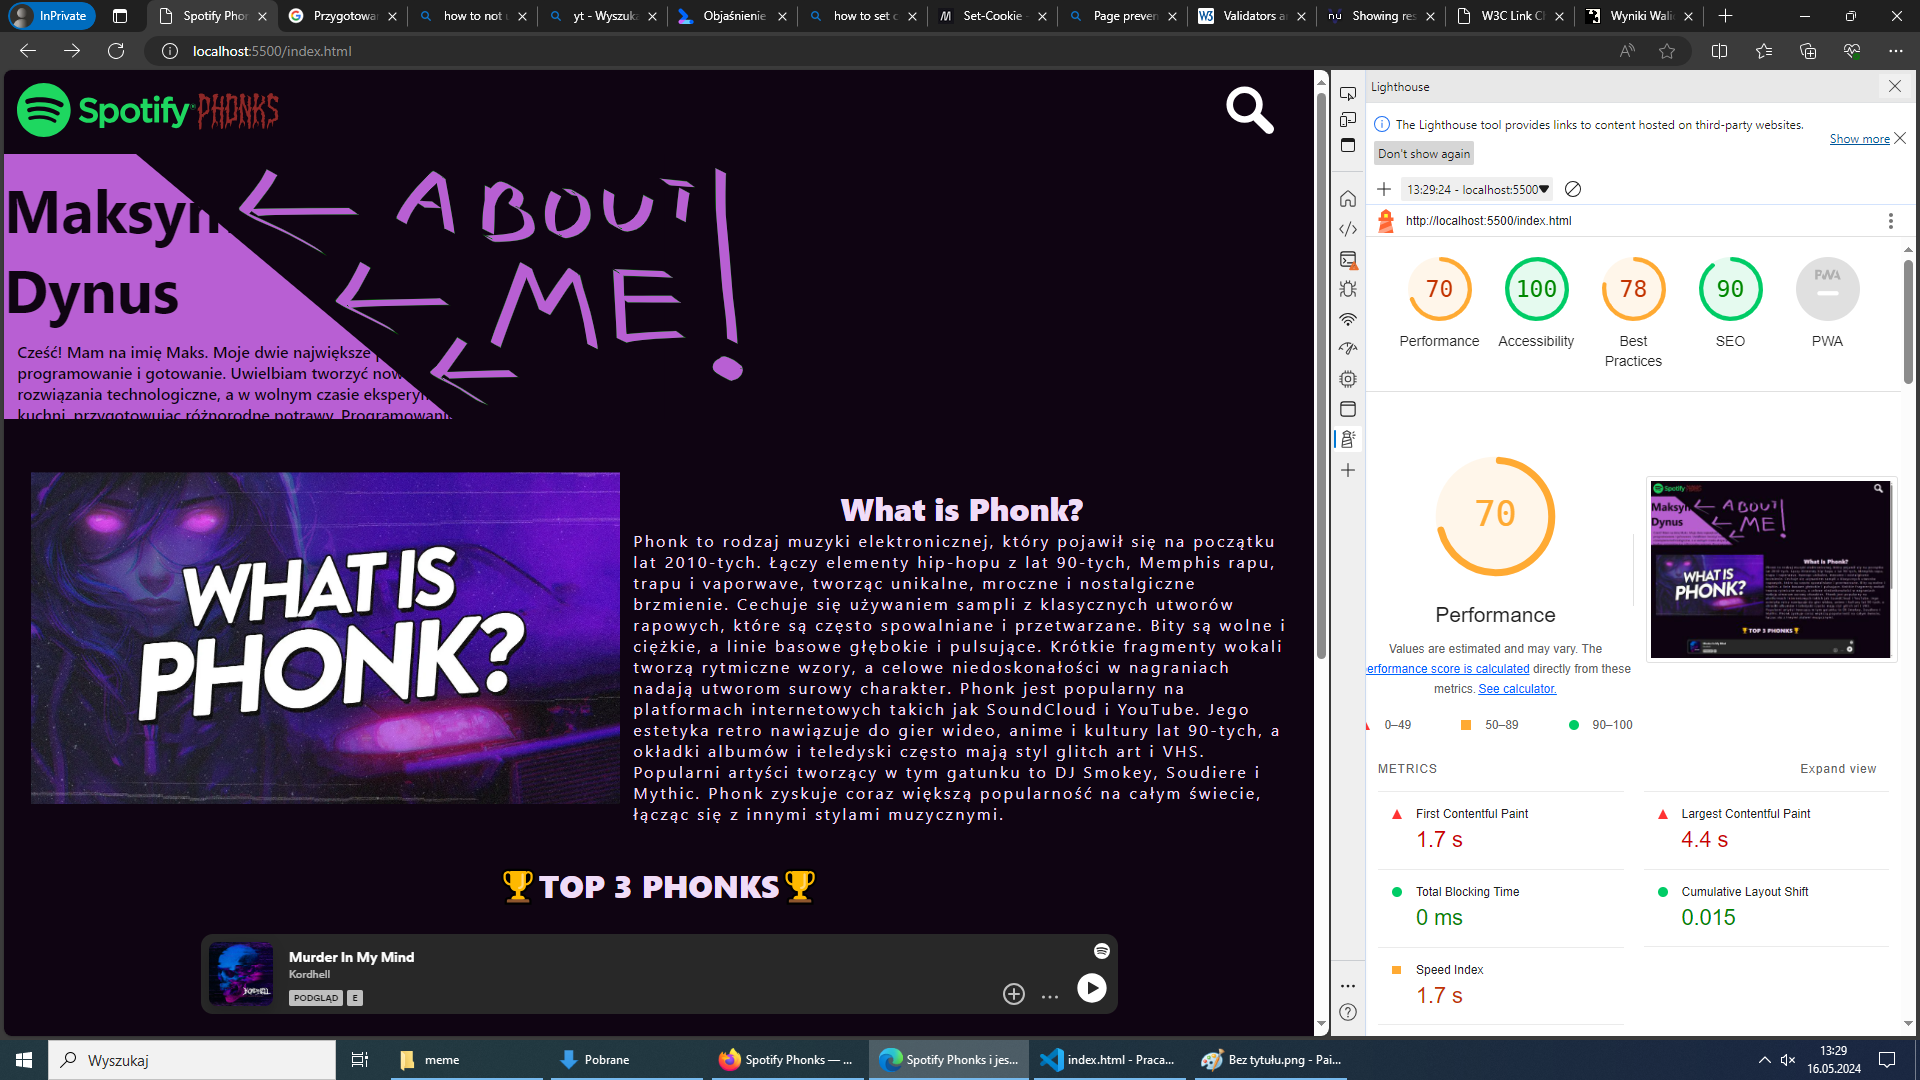 InPrivate
Spotify Phon
Przygotowan
how to not u
yt - Wyszuka
Objaśnienie
how to set c
Set-Cookie -
Page preven
Validators a
Showing res
W3C Link Ch
Wyniki Walid
localhost:5500/index.html
Spotify PHONKS
Maksym
Dynus
← ABOUT
← ME!
←
Cześć! Mam na imię Maks. Moje dwie największe
programowanie i gotowanie. Uwielbiam tworzyć now
rozwiązania technologiczne, a w wolnym czasie eksperym
kuchni, przygotowując różnorodne potrawy. Programowani
WHAT IS
PHONK?
What is Phonk?
Phonk to rodzaj muzyki elektronicznej, który pojawił się na początku
lat 2010-tych. Łączy elementy hip-hopu z lat 90-tych, Memphis rapu,
trapu i vaporwave, tworząc unikalne, mroczne i nostalgiczne
brzmienie. Cechuje się używaniem sampli z klasycznych utworów
rapowych, które są często spowalniane i przetwarzane. Bity są wolne i
ciężkie, a linie basowe głębokie i pulsujące. Krótkie fragmenty wokali
tworzą rytmiczne wzory, a celowe niedoskonałości w nagraniach
nadają utworom surowy charakter. Phonk jest popularny na
platformach internetowych takich jak SoundCloud i YouTube. Jego
estetyka retro nawiązuje do gier wideo, anime i kultury lat 90-tych, a
okładki albumów i teledyski często mają styl glitch art i VHS.
Popularni artyści tworzący w tym gatunku to DJ Smokey, Soudiere i
Mythic. Phonk zyskuje coraz większą popularność na całym świecie,
łącząc się z innymi stylami muzycznymi.
🏆TOP 3 PHONKS🏆
Murder In My Mind
Kordhell
PODGLĄD E
Lighthouse
The Lighthouse tool provides links to content hosted on third-party websites.
Show more
Don't show again
13:29:24 - localhost:5500
http://localhost:5500/index.html
70 100 78 90 PWA
Performance Accessibility Best Practices SEO PWA
70
Performance
Values are estimated and may vary. The
erformance score is calculated directly from these
metrics. See calculator.
0–49 50–89 90–100
METRICS Expand view
First Contentful Paint
1.7 s
Largest Contentful Paint
4.4 s
Total Blocking Time
0 ms
Cumulative Layout Shift
0.015
Speed Index
1.7 s
Wyszukaj
meme
Pobrane
Spotify Phonks — ...
Spotify Phonks i jes...
index.html - Praca...
Bez tytułu.png - Pai...
13:29
16.05.2024